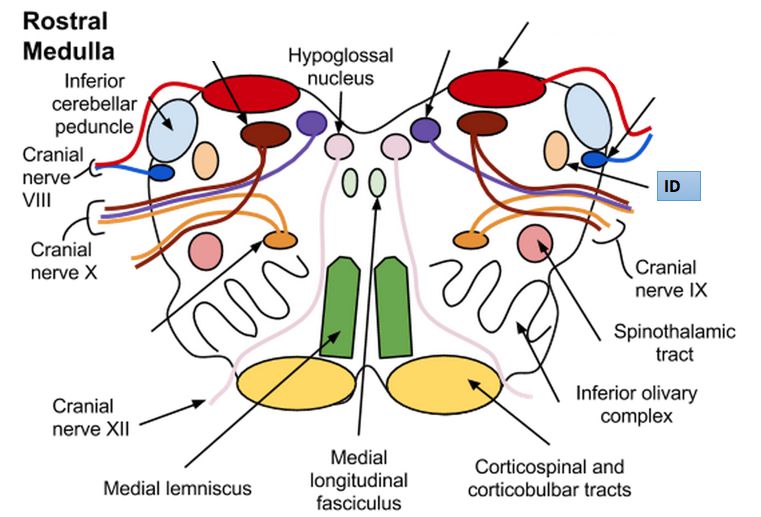 Rostral
Medulla
Hypoglossal
nucleus
Inferior
cerebellar
peduncle
Cranial
nerve
VIII
ID
Cranial
nerve X
Cranial
nerve IX
Spinothalamic
tract
Inferior olivary
complex
Cranial
nerve XII
Medial
longitudinal
fasciculus
Corticospinal and
corticobulbar tracts
Medial lemniscus